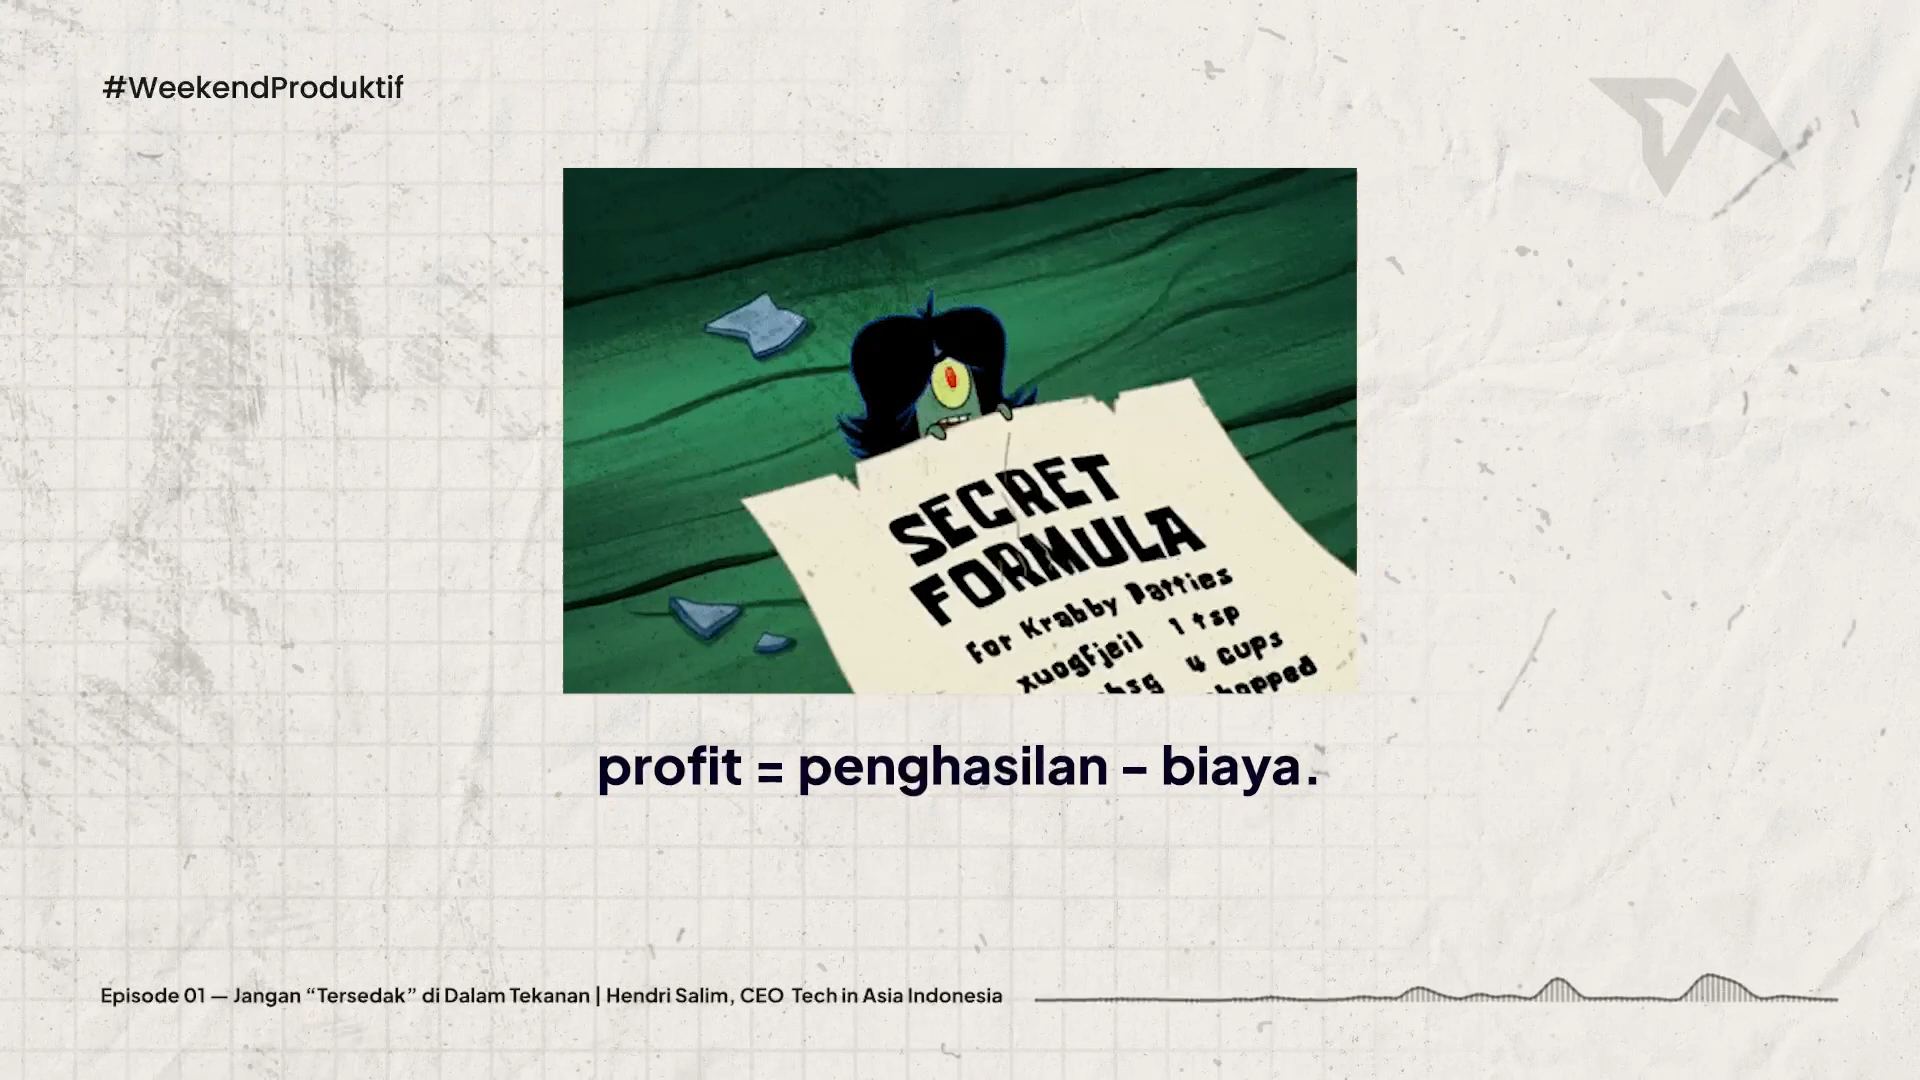 #WeekendProduktif
SECRET
FORMULA
For Krabby Patties
xuogfjeil 1 tsp
4 cups
profit = penghasilan – biaya.
Episode 01 — Jangan “Tersedak” di Dalam Tekanan | Hendri Salim, CEO Tech in Asia Indonesia